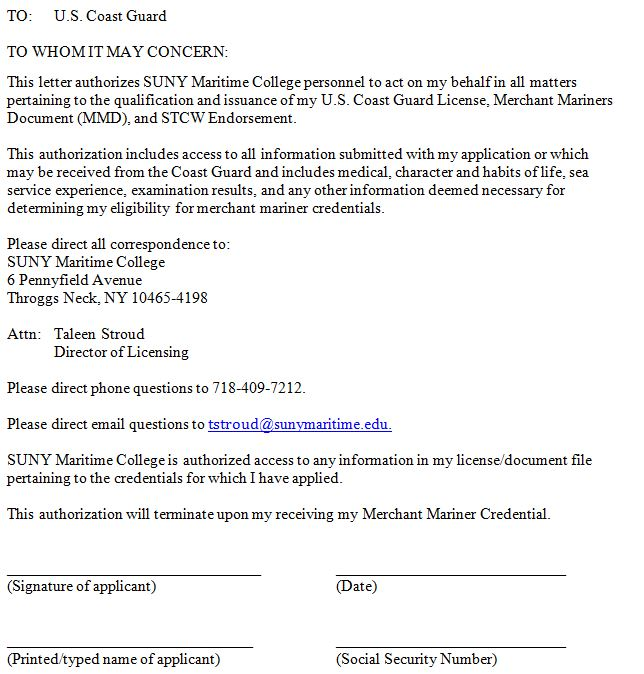 TO: U.S. Coast Guard
TO WHOM IT MAY CONCERN:
This letter authorizes SUNY Maritime College personnel to act on my behalf in all matters
pertaining to the qualification and issuance of my U.S. Coast Guard License, Merchant Mariners
Document (MMD), and STCW Endorsement.
This authorization includes access to all information submitted with my application or which
may be received from the Coast Guard and includes medical, character and habits of life, sea
service experience, examination results, and any other information deemed necessary for
determining my eligibility for merchant mariner credentials.
Please direct all correspondence to:
SUNY Maritime College
6 Pennyfield Avenue
Throggs Neck, NY 10465-4198
Attn: Taleen Stroud
Director of Licensing
Please direct phone questions to 718-409-7212.
Please direct email questions to tstroud@sunymaritime.edu.
SUNY Maritime College is authorized access to any information in my license/document file
pertaining to the credentials for which I have applied.
This authorization will terminate upon my receiving my Merchant Mariner Credential.
(Signature of applicant) (Date)
(Printed/typed name of applicant) (Social Security Number)